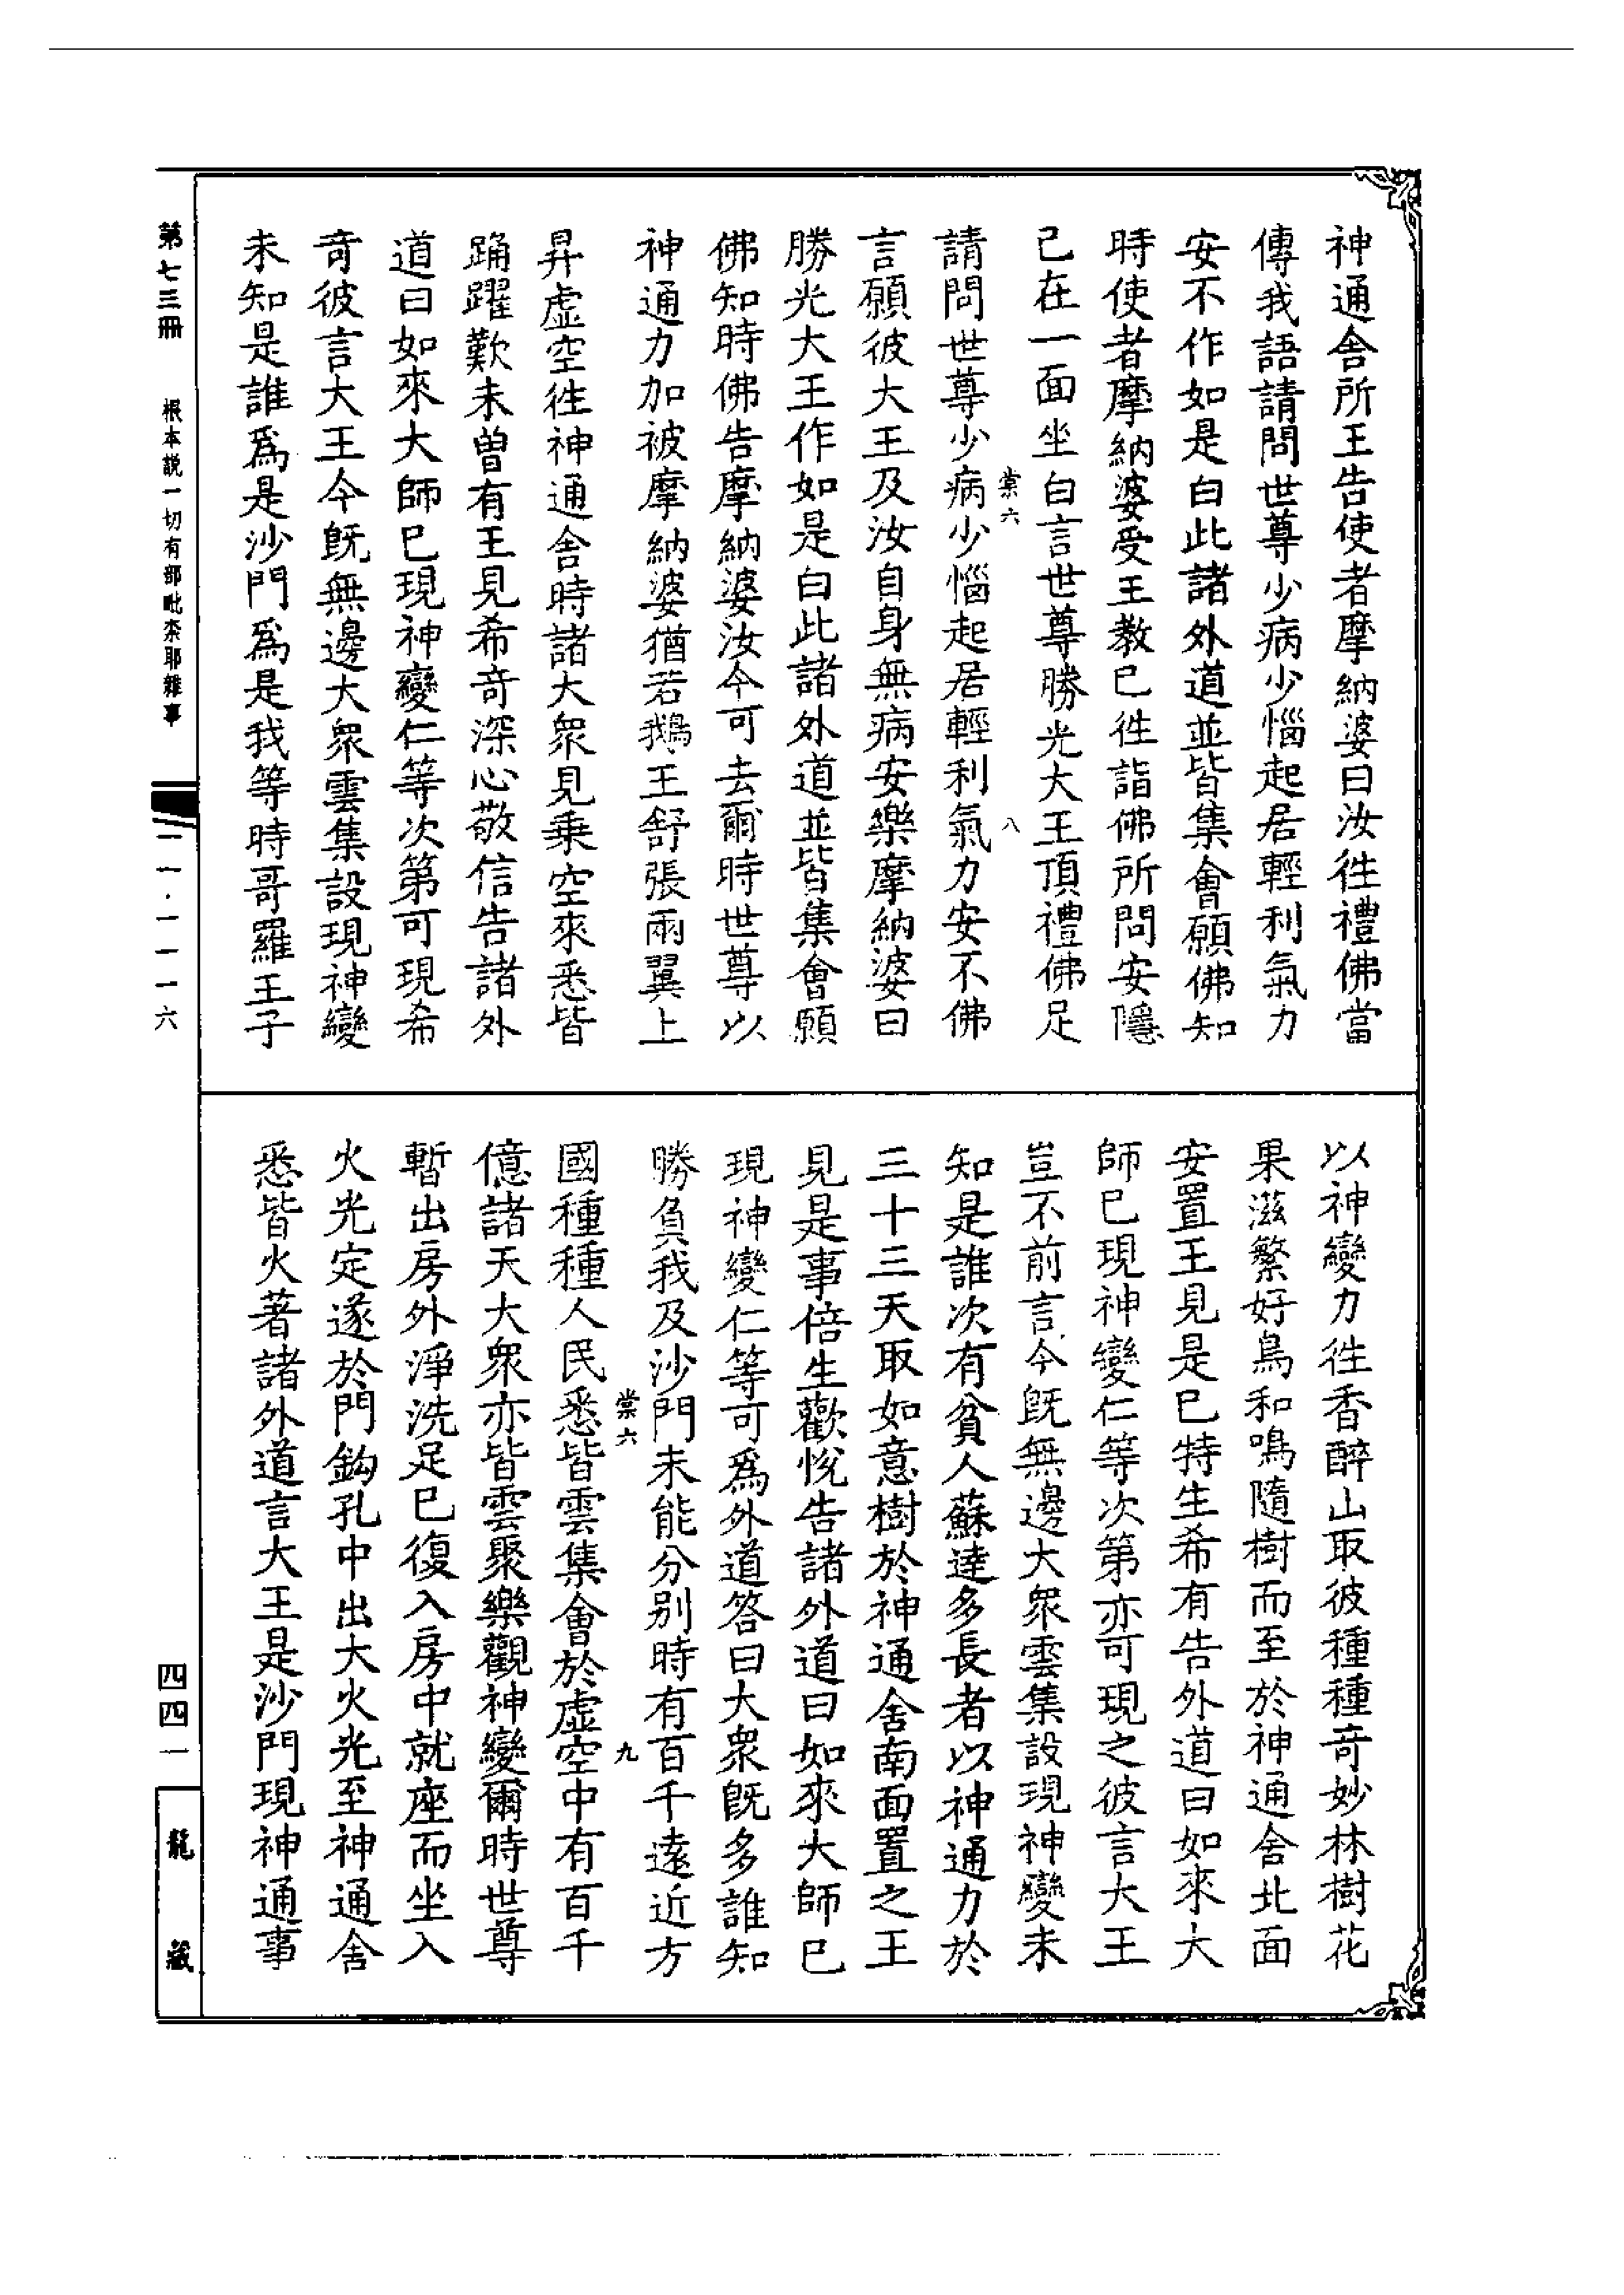 神通舍所王告使者摩納婆曰汝徃禮佛當
傳我語請問世尊少病少惱起居輕利氣力
安不作如是白此諸外道並皆集會願佛知
時使者摩納婆受王教已徃詣佛所問安隱
已在一面坐白言世尊勝光大王頂禮佛足
棠六 八
請問世尊少病少惱起居輕利氣力安不佛
言願彼大王及汝自身無病安樂摩納婆曰
勝光大王作如是白此諸外道並皆集會願
佛知時佛告摩納婆汝今可去爾時世尊以
神通力加被摩納婆猶若鵝王舒張兩翼上
昇虛空徃神通舍時諸大眾見乘空來悉皆
踊躍歎未曾有王見希奇深心敬信告諸外
道曰如來大師已現神變仁等次第可現希
奇彼言大王今既無邊大眾雲集設現神變
未知是誰為是沙門為是我等時哥羅王子
以神變力徃香醉山取彼種種奇妙林樹花
果滋繁好鳥和鳴隨樹而至於神通舍北面
安置王見是已特生希有告外道曰如來大
師已現神變仁等次第亦可現之彼言大王
豈不前言今既無邊大眾雲集設現神變未
知是誰次有貧人蘇達多長者以神通力於
三十三天取如意樹於神通舍南面置之王
見是事倍生歡悅告諸外道曰如來大師已
現神變仁等可為外道答曰大眾既多誰知
勝負我及沙門未能分別時有百千遠近方
棠六 九
國種種人民悉皆雲集會於虛空中有百千
億諸天大眾亦皆雲聚樂觀神變爾時世尊
暫出房外淨洗足已復入房中就座而坐入
火光定遂於門鉤孔中出大火光至神通舍
悉皆火著諸外道言大王是沙門現神通事
第七三冊 根本說一切有部毗奈耶雜事 一一·一一一六 四四一 龍藏